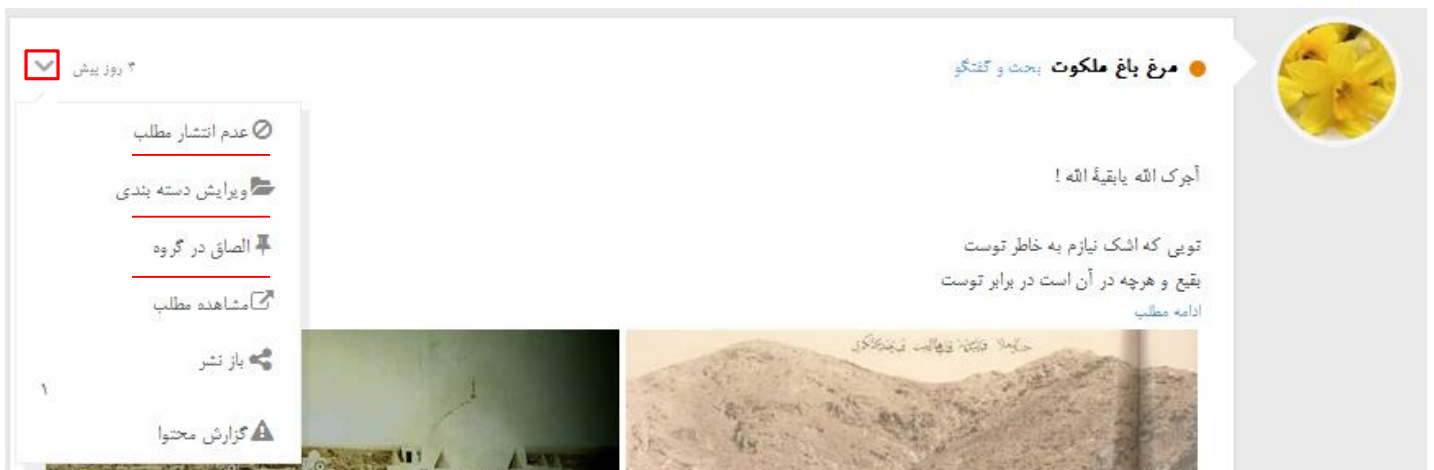 مرغ باغ ملکوت بحث و گفتگو
۳ روز پیش
عدم انتشار مطلب
ویرایش دسته بندی
الصاق در گروه
مشاهده مطلب
باز نشر
گزارش محتوا
۱
أجرک الله یابقیة الله !
تویی که اشک نیازم به خاطر توست
بقیع و هرچه در آن است در برابر توست
ادامه مطلب